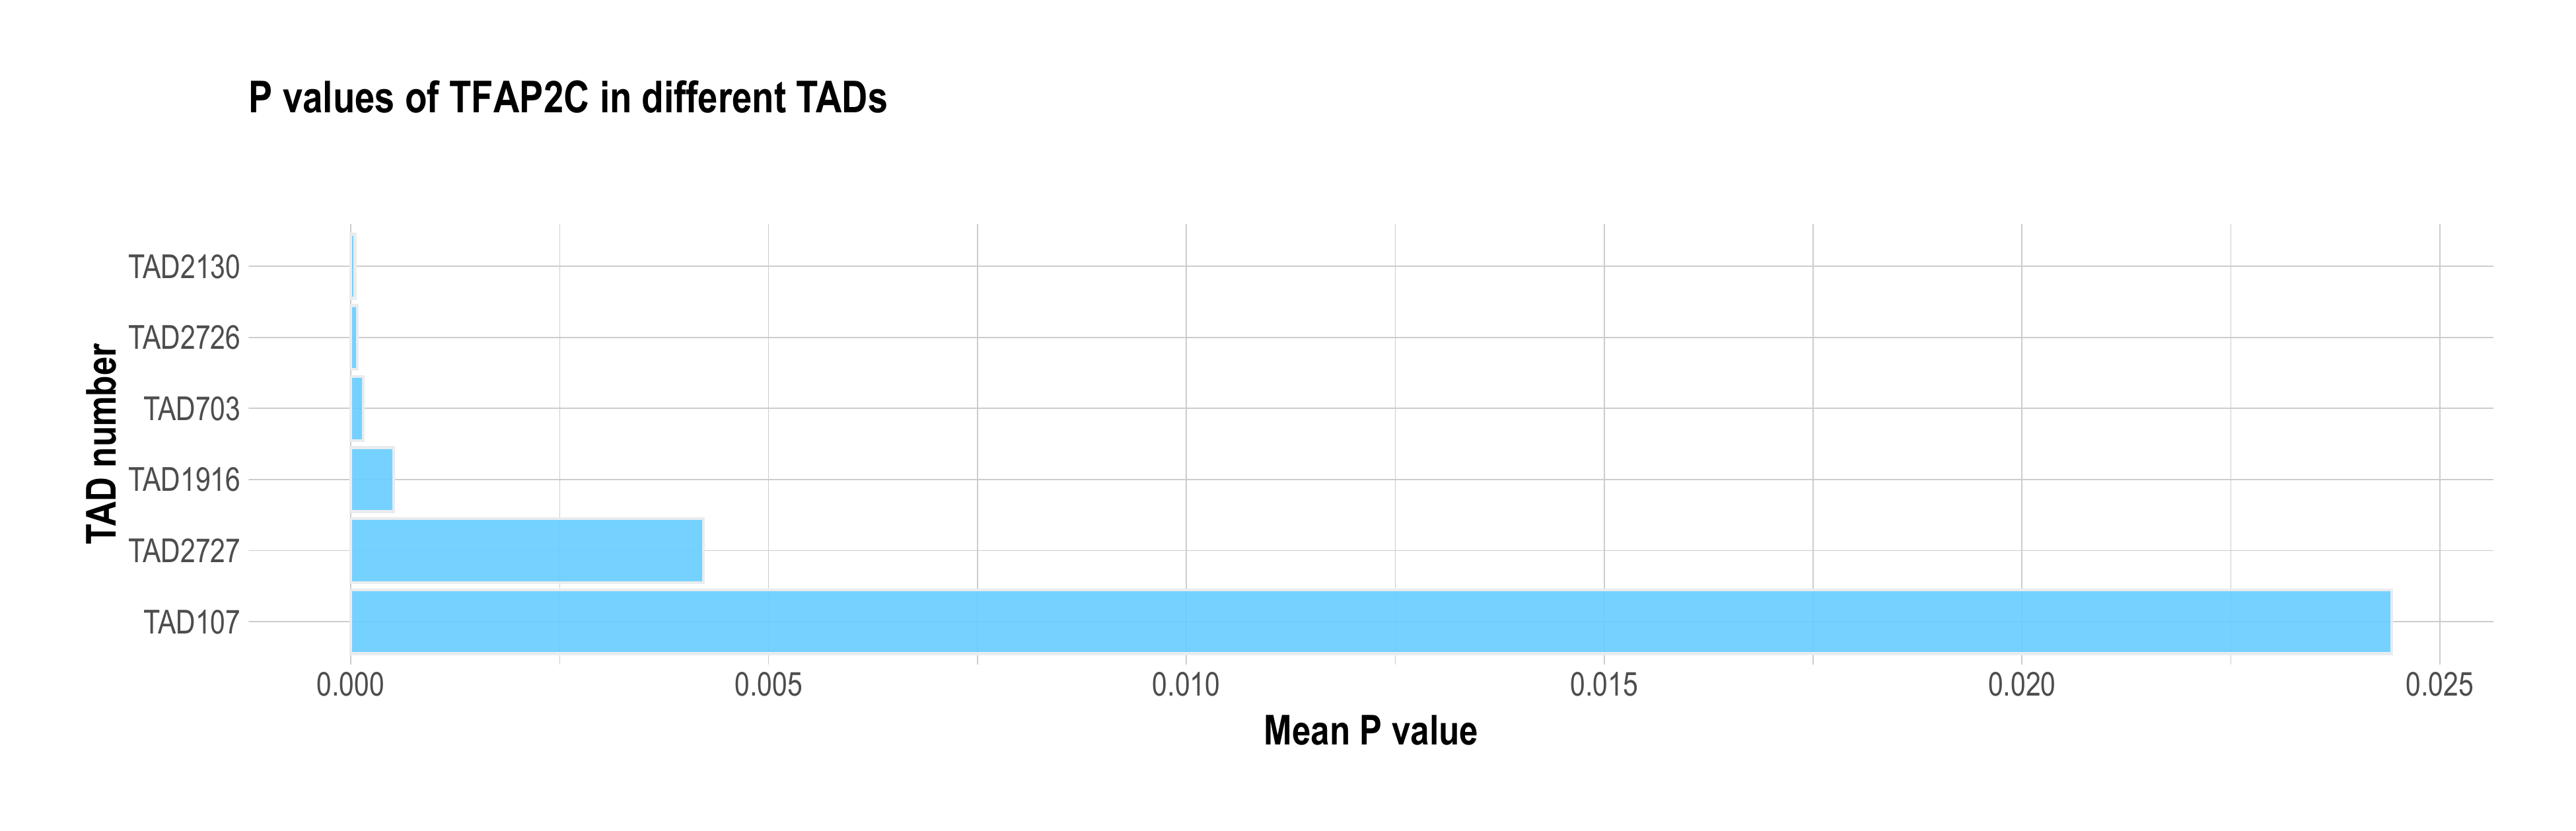 P values of TFAP2C in different TADs
TAD number
TAD2130
TAD2726
TAD703
TAD1916
TAD2727
TAD107
0.000 0.005 0.010 0.015 0.020 0.025
Mean P value